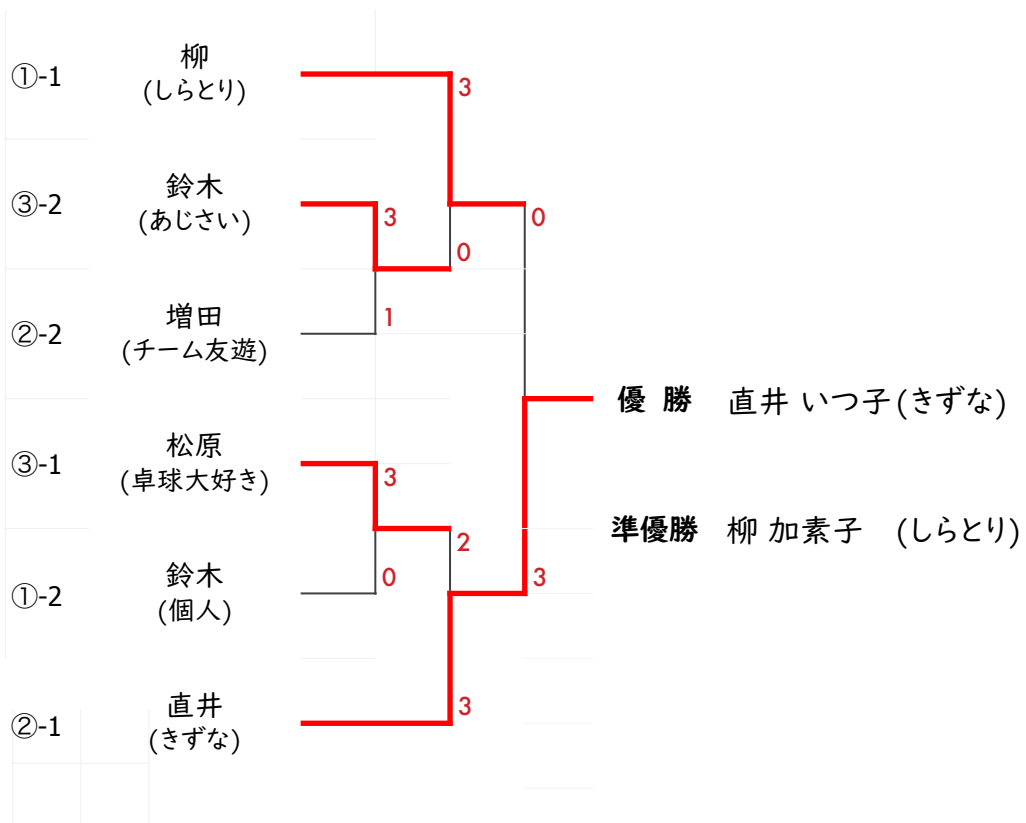 ①-1
柳
(しらとり)
3
③-2
鈴木
(あじさい)
3
0
0
②-2
増田
(チーム友遊)
1
優 勝 直井 いつ子(きずな)
③-1
松原
(卓球大好き)
3
準優勝 柳 加素子 (しらとり)
2
①-2
鈴木
(個人)
0
3
②-1
直井
(きずな)
3